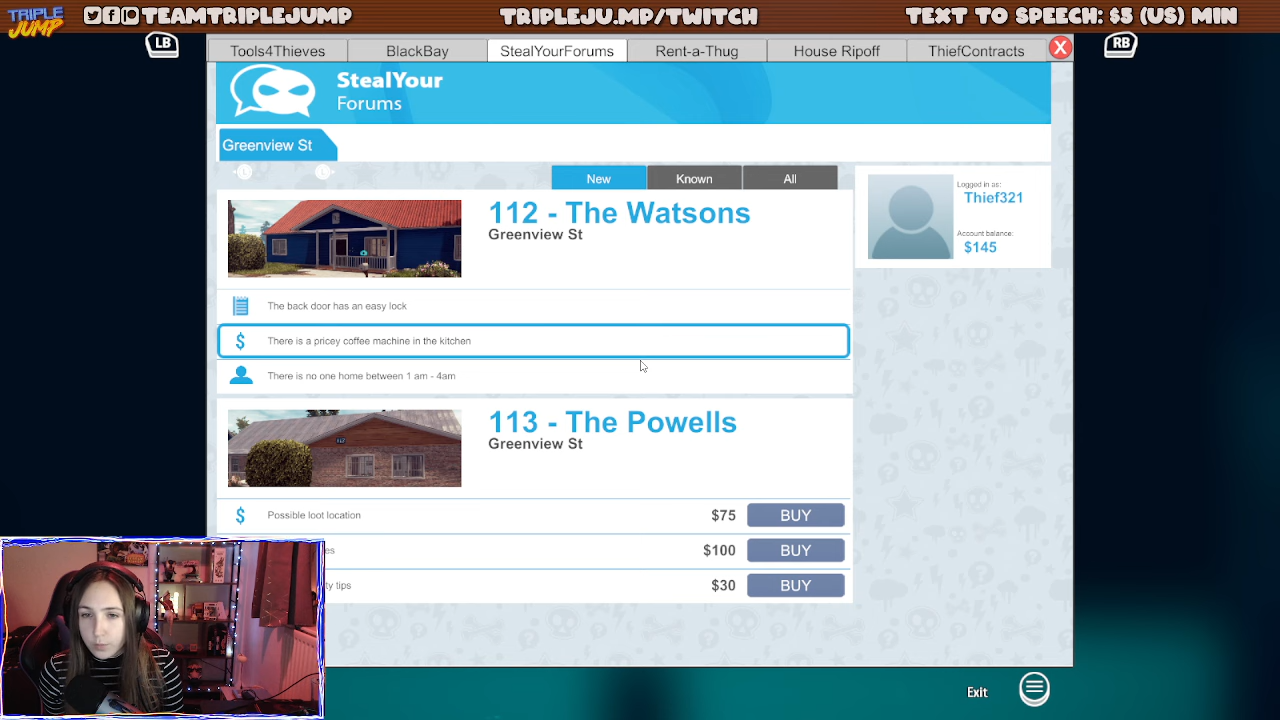 TRIPLE JUMP
TEAMTRIPLEJUMP
TRIPLEJU.MP/TWITCH
TEXT TO SPEECH: $5 (US) MIN
LB
Tools4Thieves
BlackBay
StealYourForums
Rent-a-Thug
House Ripoff
ThiefContracts
X
RB
StealYour
Forums
Greenview St
L
L
New
Known
All
Logged in as:
Thief321
Account balance:
$145
112 - The Watsons
Greenview St
The back door has an easy lock
$ There is a pricey coffee machine in the kitchen
There is no one home between 1 am - 4am
113 - The Powells
Greenview St
$ Possible loot location
$75
BUY
$100
BUY
tips
$30
BUY
Exit